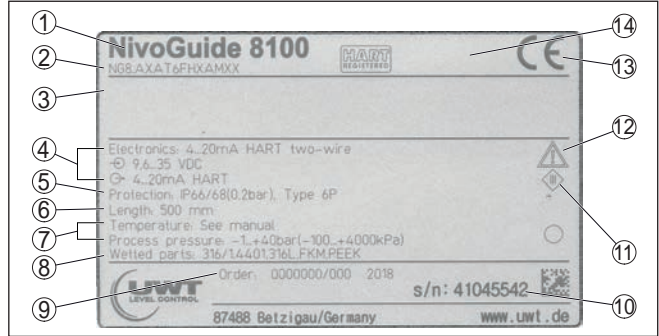 1
NivoGuide 8100
HART
REGISTERED
14
CE
13
2
NG8.AXAT6FHXAMXX
3
4
Electronics: 4...20mA HART two-wire
9,6...35 VDC
4...20mA HART
12
5
Protection: IP66/68(0.2bar), Type 6P
6
Length: 500 mm
7
Temperature: See manual
Process pressure: -1...+40bar(-100...+4000kPa)
11
8
Wetted parts: 316/1.4401,316L,FKM,PEEK
9
Order: 0000000/000 2018
UWT
LEVEL CONTROL
s/n: 41045542
10
87488 Betzigau/Germany
www.uwt.de